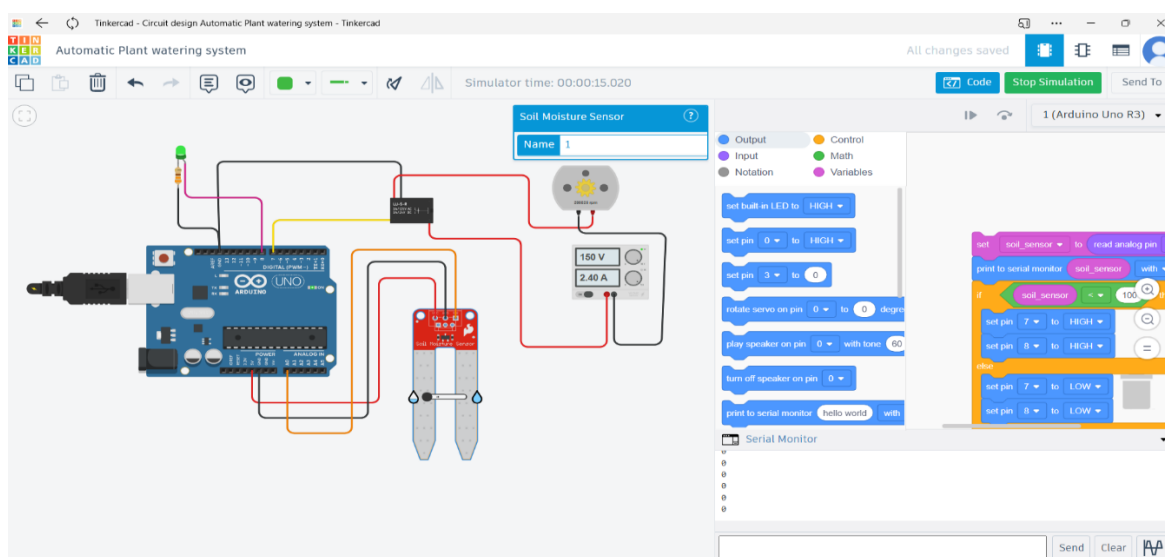 Tinkercad - Circuit design Automatic Plant watering system - Tinkercad
TIN
KER
CAD
Automatic Plant watering system
All changes saved
Simulator time: 00:00:15.020
Code
Stop Simulation
Send To
Soil Moisture Sensor
?
Name 1
1 (Arduino Uno R3)
Output
Control
Input
Math
Notation
Variables
set built-in LED to HIGH
set pin 0 to HIGH
set pin 3 to 0
rotate servo on pin 0 to 0 degre
play speaker on pin 0 with tone 60
turn off speaker on pin 0
print to serial monitor hello world with
set soil_sensor to read analog pin
print to serial monitor soil_sensor with
if soil_sensor < 100
set pin 7 to HIGH
set pin 8 to HIGH
else
set pin 7 to LOW
set pin 8 to LOW
150 V
2.40 A
DIGITAL (PWM~)
UNO
ARDUINO
POWER
ANALOG IN
Soil Moisture Sensor
Serial Monitor
0
0
0
0
0
0
Send
Clear